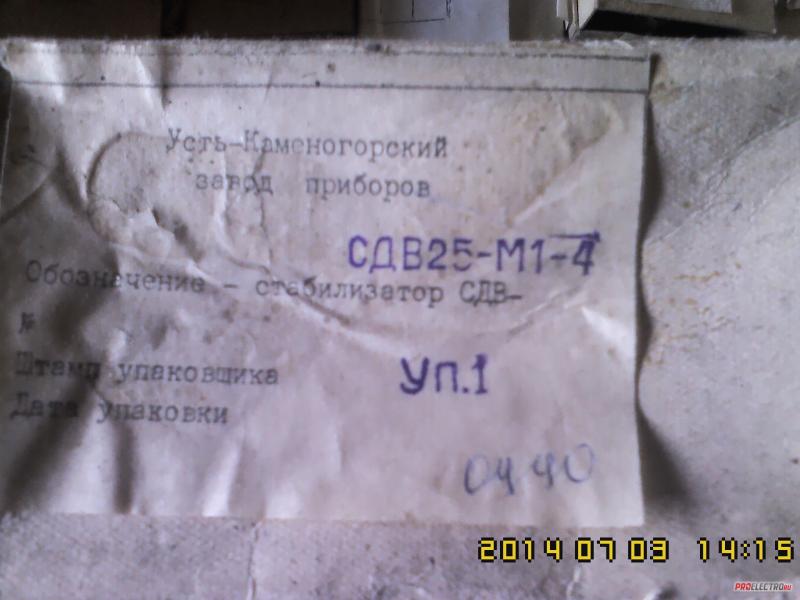 Усть-Каменогорский
завод приборов
СДВ25-М1-4
Обозначение - стабилизатор СДВ-
№
Штамп упаковщика УП.1
Дата упаковки
2014 07 03 14:15
PROELECTRO.RU